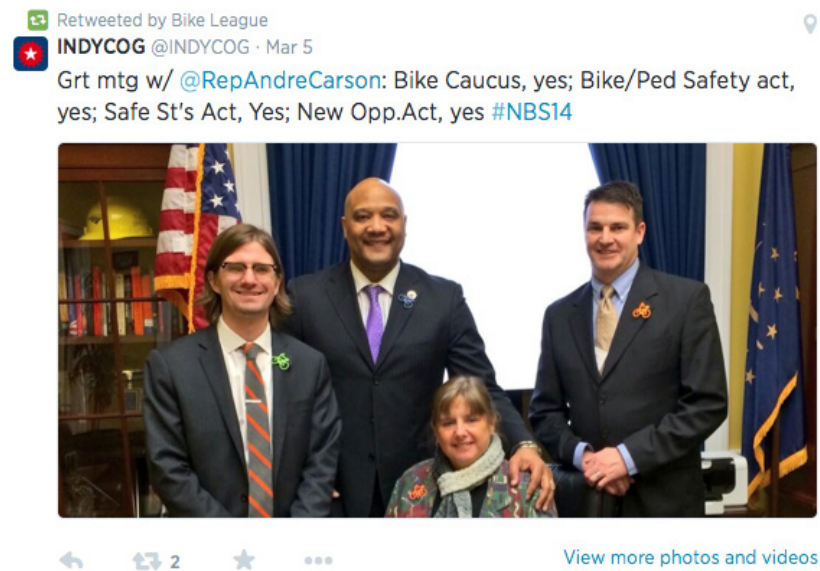 Retweeted by Bike League
INDYCOG @INDYCOG · Mar 5
Grt mtg w/ @RepAndreCarson: Bike Caucus, yes; Bike/Ped Safety act,
yes; Safe St's Act, Yes; New Opp.Act, yes #NBS14
2
View more photos and videos